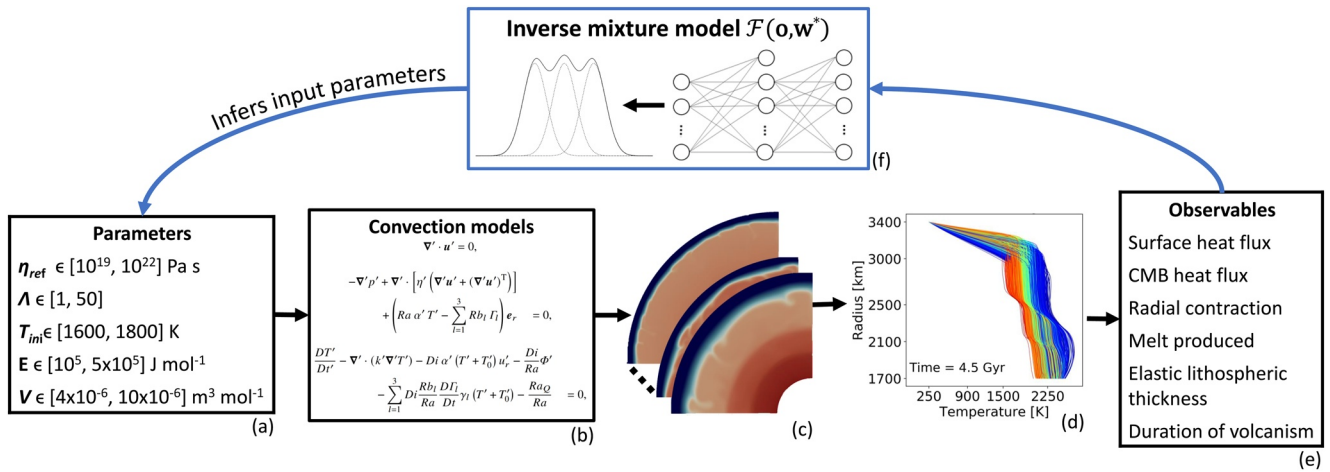 Inverse mixture model ℱ(o,w*)
(f)
Infers input parameters
Parameters
η_ref ∈ [10^19, 10^22] Pa s
Λ ∈ [1, 50]
T_ini ∈ [1600, 1800] K
E ∈ [10^5, 5x10^5] J mol^-1
V ∈ [4x10^-6, 10x10^-6] m^3 mol^-1
(a)
Convection models
∇′ · u′ = 0,
−∇′p′ + ∇′ · [η′ (∇′u′ + (∇′u′)^T)]
+ (Ra α′ T′ − ∑_{l=1}^{3} Rb_l Γ_l) e_r = 0,
DT′/Dt′ − ∇′ · (k′∇′T′) − Di α′ (T′ + T′_0) u′_r − Di/Ra Φ′
− ∑_{l=1}^{3} Di Rb_l/Ra DΓ_l/Dt γ_l (T′ + T′_0) − Ra_Q/Ra = 0,
(b)
(c)
Radius [km]
3400
3000
2500
2100
1700
Time = 4.5 Gyr
250 900 1500 2250
Temperature [K]
(d)
Observables
Surface heat flux
CMB heat flux
Radial contraction
Melt produced
Elastic lithospheric
thickness
Duration of volcanism
(e)